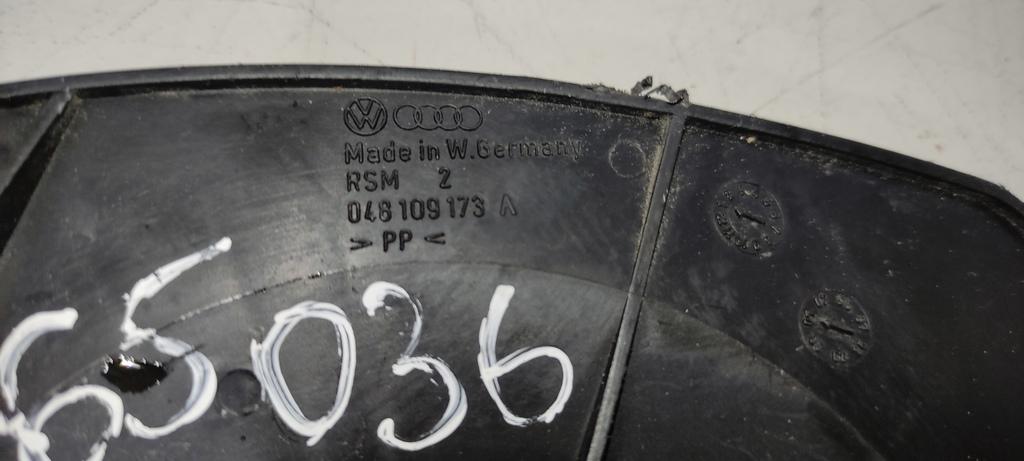 Made in W. Germany
RSM 2
048 109 173 A
> PP <
65036